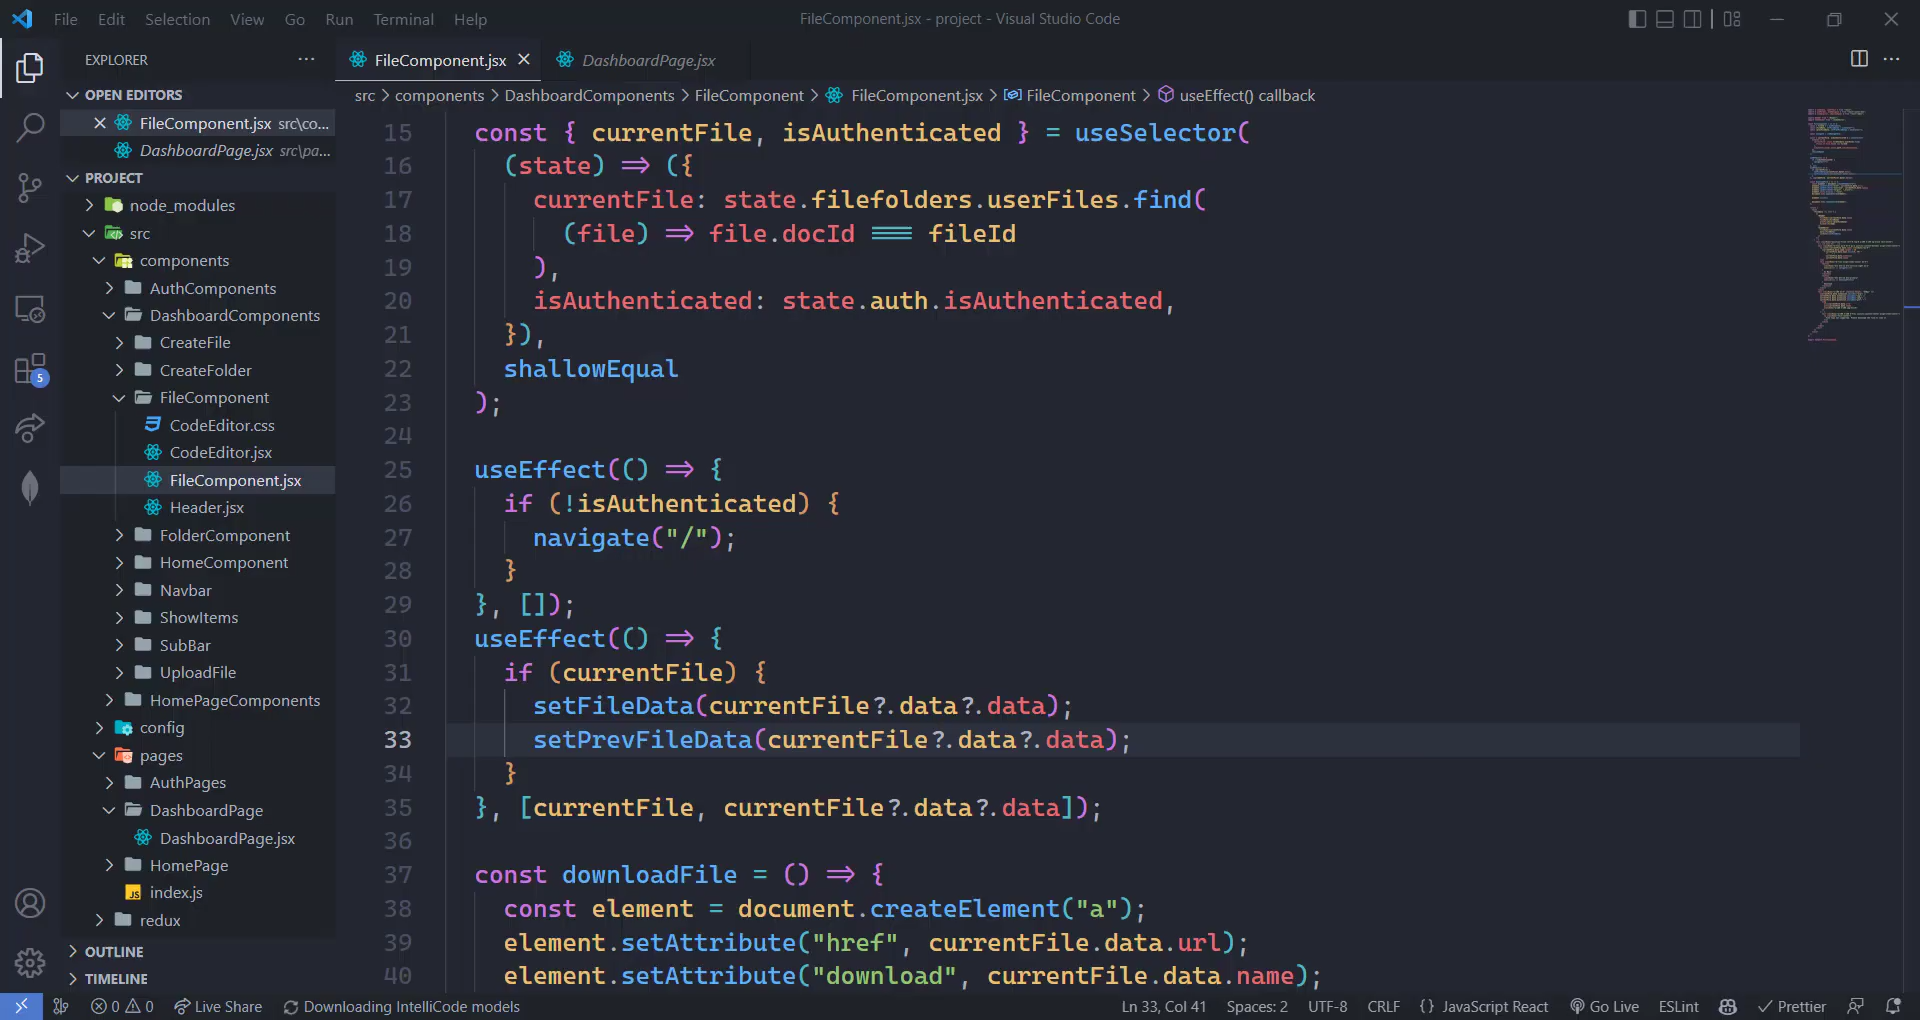 File Edit Selection View Go Run Terminal Help
FileComponent.jsx - project - Visual Studio Code
EXPLORER
OPEN EDITORS
FileComponent.jsx src\co...
DashboardPage.jsx src\pa...
PROJECT
node_modules
src
components
AuthComponents
DashboardComponents
CreateFile
CreateFolder
FileComponent
CodeEditor.css
CodeEditor.jsx
FileComponent.jsx
Header.jsx
FolderComponent
HomeComponent
Navbar
ShowItems
SubBar
UploadFile
HomePageComponents
config
pages
AuthPages
DashboardPage
DashboardPage.jsx
HomePage
JS index.js
redux
OUTLINE
TIMELINE
5
FileComponent.jsx DashboardPage.jsx
src > components > DashboardComponents > FileComponent > FileComponent.jsx > FileComponent > useEffect() callback
15 const { currentFile, isAuthenticated } = useSelector(
16 (state) => ({
17 currentFile: state.filefolders.userFiles.find(
18 (file) => file.docId === fileId
19 ),
20 isAuthenticated: state.auth.isAuthenticated,
21 }),
22 shallowEqual
23 );
24
25 useEffect(() => {
26 if (!isAuthenticated) {
27 navigate("/");
28 }
29 }, []);
30 useEffect(() => {
31 if (currentFile) {
32 setFileData(currentFile?.data?.data);
33 setPrevFileData(currentFile?.data?.data);
34 }
35 }, [currentFile, currentFile?.data?.data]);
36
37 const downloadFile = () => {
38 const element = document.createElement("a");
39 element.setAttribute("href", currentFile.data.url);
40 element.setAttribute("download", currentFile.data.name);
0 0 Live Share Downloading IntelliCode models Ln 33, Col 41 Spaces: 2 UTF-8 CRLF {} JavaScript React Go Live ESLint Prettier